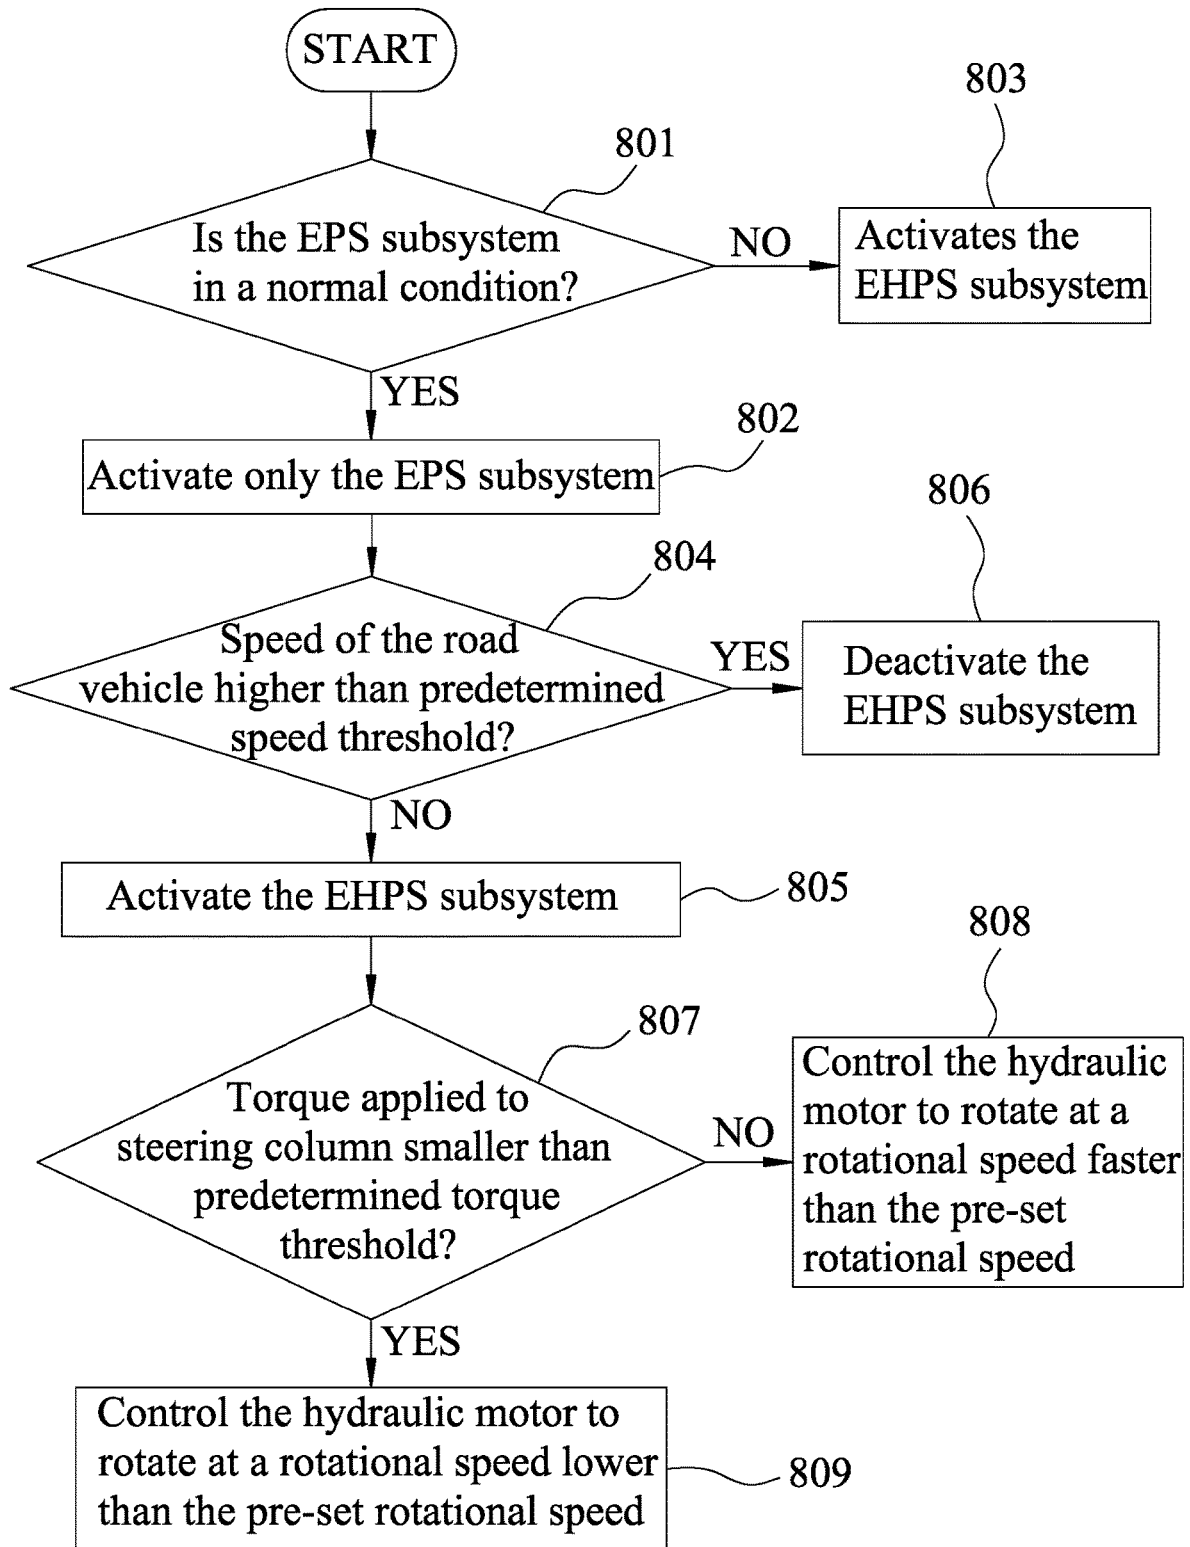 START
801
803
Is the EPS subsystem
in a normal condition?
NO
Activates the
EHPS subsystem
YES
802
Activate only the EPS subsystem
806
804
Speed of the road
vehicle higher than predetermined
speed threshold?
YES
Deactivate the
EHPS subsystem
NO
Activate the EHPS subsystem
805
808
807
Torque applied to
steering column smaller than
predetermined torque
threshold?
NO
Control the hydraulic
motor to rotate at a
rotational speed faster
than the pre-set
rotational speed
YES
Control the hydraulic motor to
rotate at a rotational speed lower
than the pre-set rotational speed
809